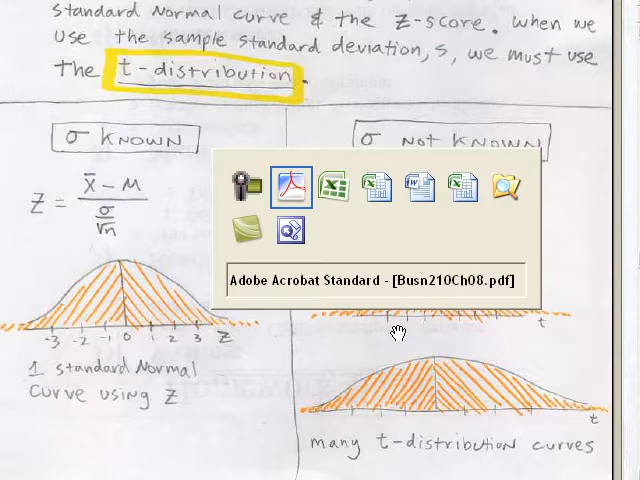 standard Normal curve & the z-score. when we
use the sample standard deviation, s, we must use
the t-distribution.
σ KNOWN
σ NOT KNOWN
Z = x̄ - μ
σ
√n
Adobe Acrobat Standard - [Busn210Ch08.pdf]
-3 -2 -1 0 1 2 3 Z
t
1 standard Normal
Curve using Z
t
many t-distribution curves